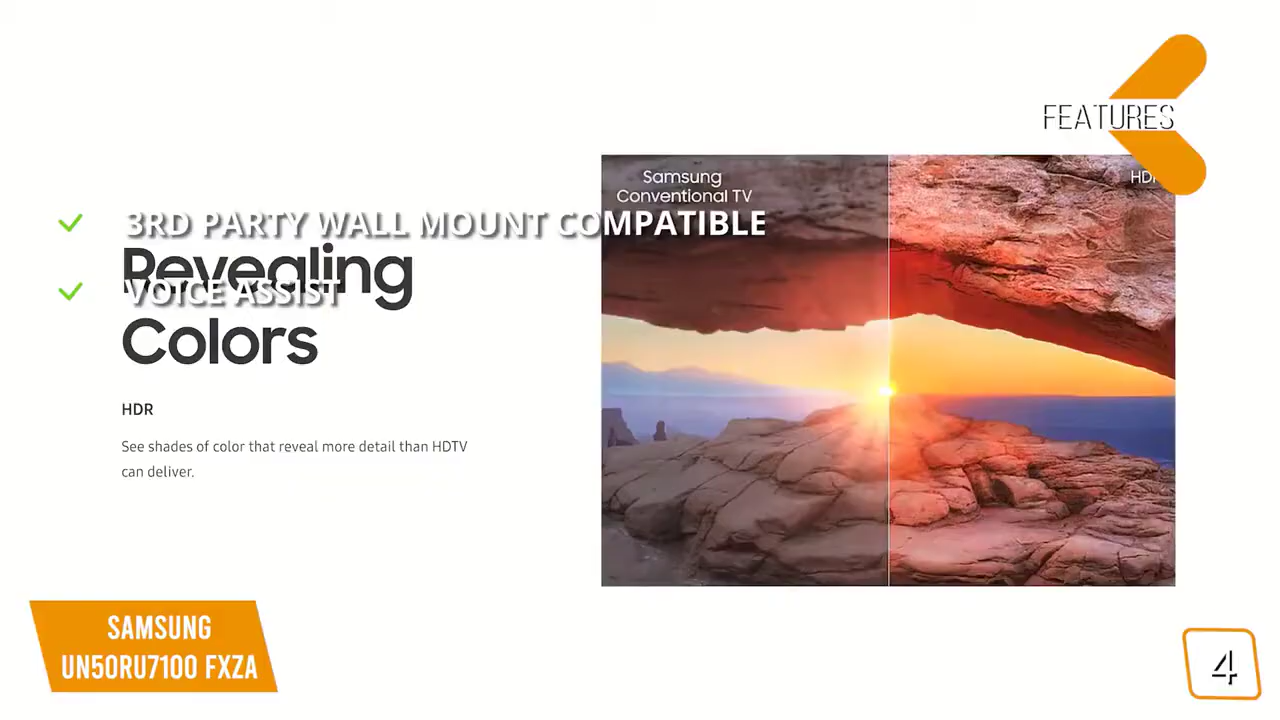 FEATURES
Samsung
Conventional TV
HDR
3RD PARTY WALL MOUNT COMPATIBLE
Revealing
VOICE ASSIST
Colors
HDR
See shades of color that reveal more detail than HDTV
can deliver.
SAMSUNG
UN50RU7100 FXZA
4